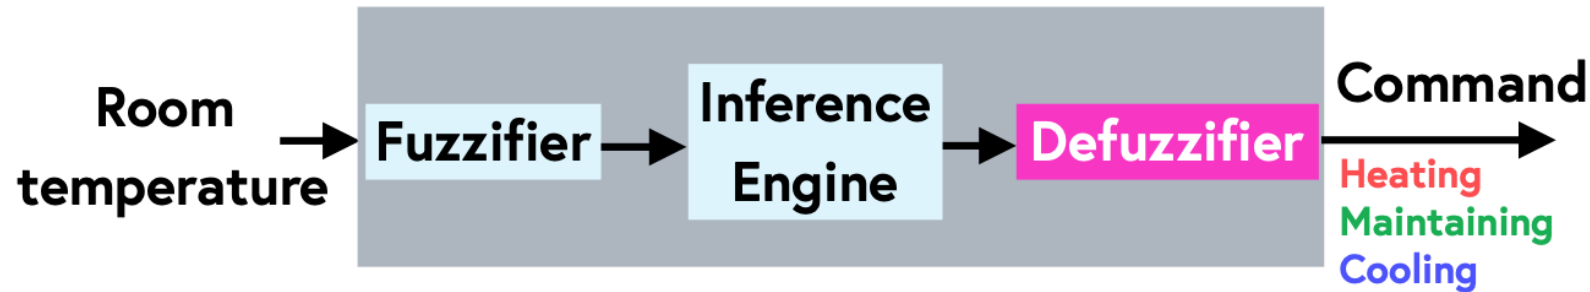 Room
temperature
Fuzzifier
Inference
Engine
Defuzzifier
Command
Heating
Maintaining
Cooling